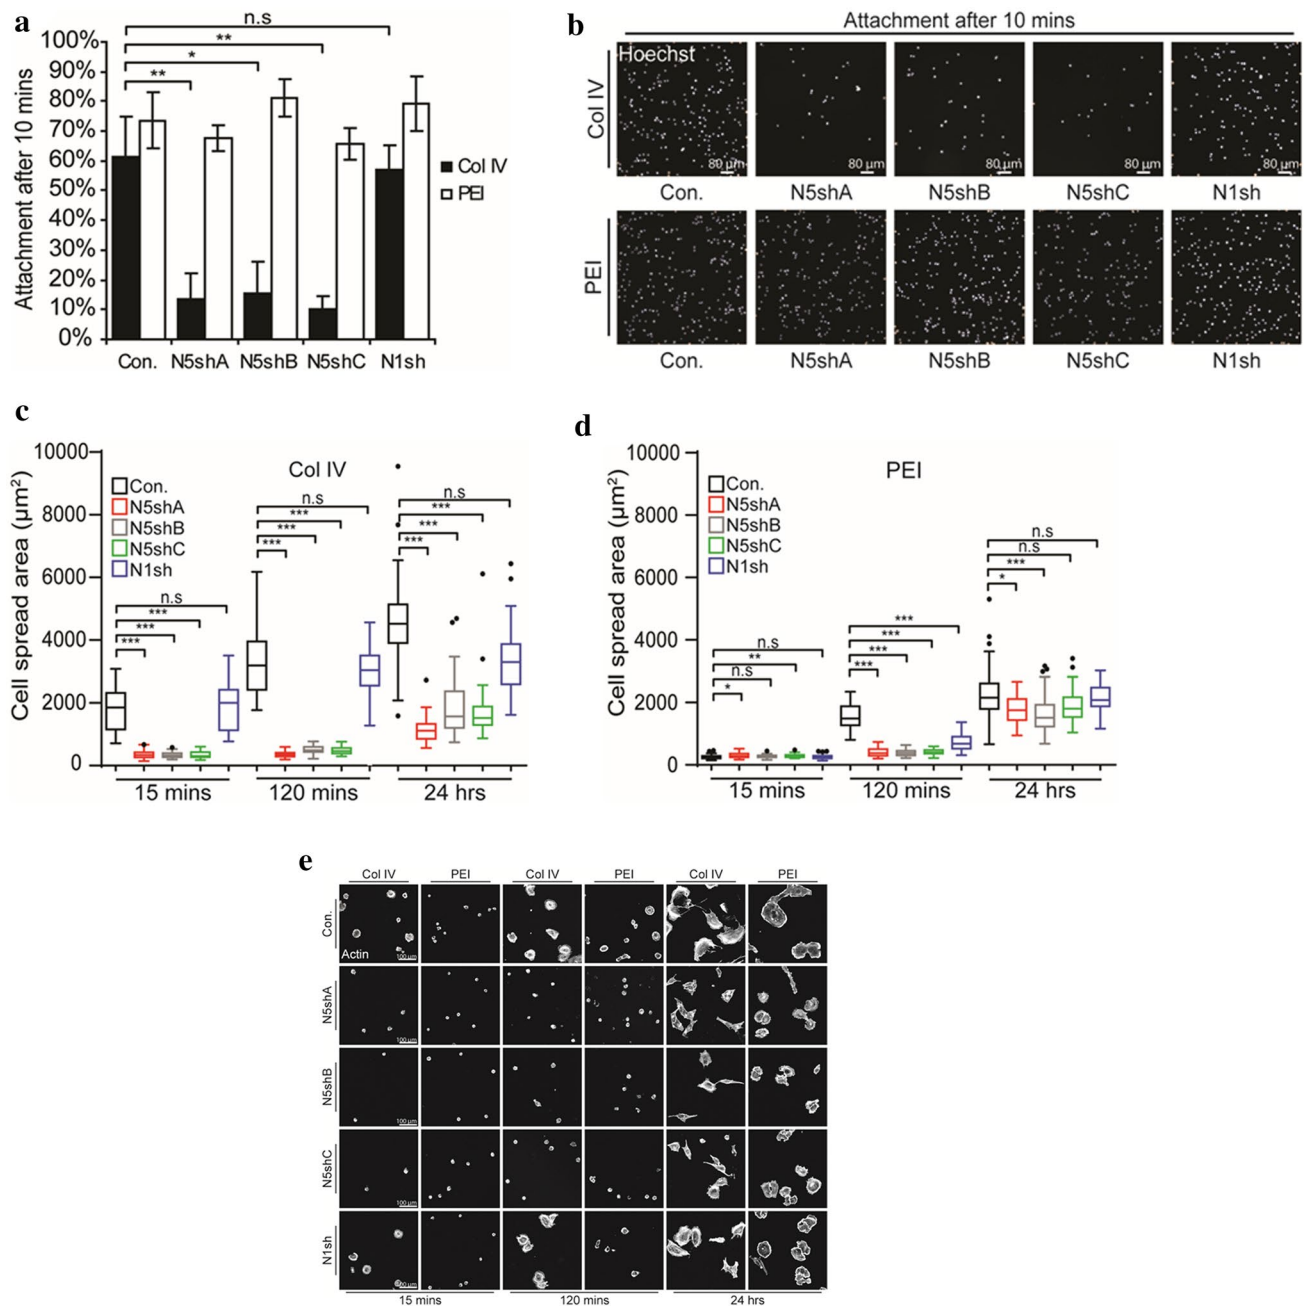 a
n.s
**
*
**
100%
90%
80%
70%
60%
50%
40%
30%
20%
10%
0%
Attachment after 10 mins
Col IV
PEI
Con. N5shA N5shB N5shC N1sh
b
Attachment after 10 mins
Hoechst
Col IV
80 µm 80 µm 80 µm 80 µm 80 µm
Con. N5shA N5shB N5shC N1sh
PEI
Con. N5shA N5shB N5shC N1sh
c
Col IV
Cell spread area (µm²)
10000
8000
6000
4000
2000
0
Con.
N5shA
N5shB
N5shC
N1sh
n.s
***
***
***
n.s
***
***
***
n.s
***
***
***
15 mins 120 mins 24 hrs
d
PEI
Cell spread area (µm²)
10000
8000
6000
4000
2000
0
Con.
N5shA
N5shB
N5shC
N1sh
n.s
**
n.s
*
***
***
***
***
n.s
n.s
***
*
15 mins 120 mins 24 hrs
e
Col IV PEI Col IV PEI Col IV PEI
Con.
Actin
100 µm
N5shA
100 µm
N5shB
100 µm
N5shC
100 µm
N1sh
15 mins 120 mins 24 hrs